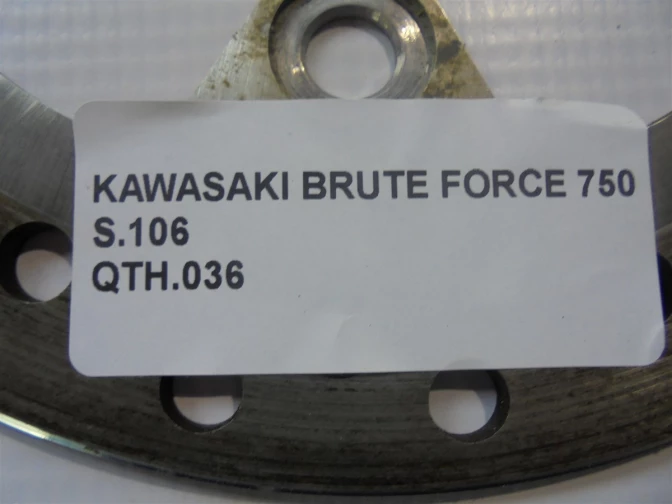 KAWASAKI BRUTE FORCE 750
S.106
QTH.036